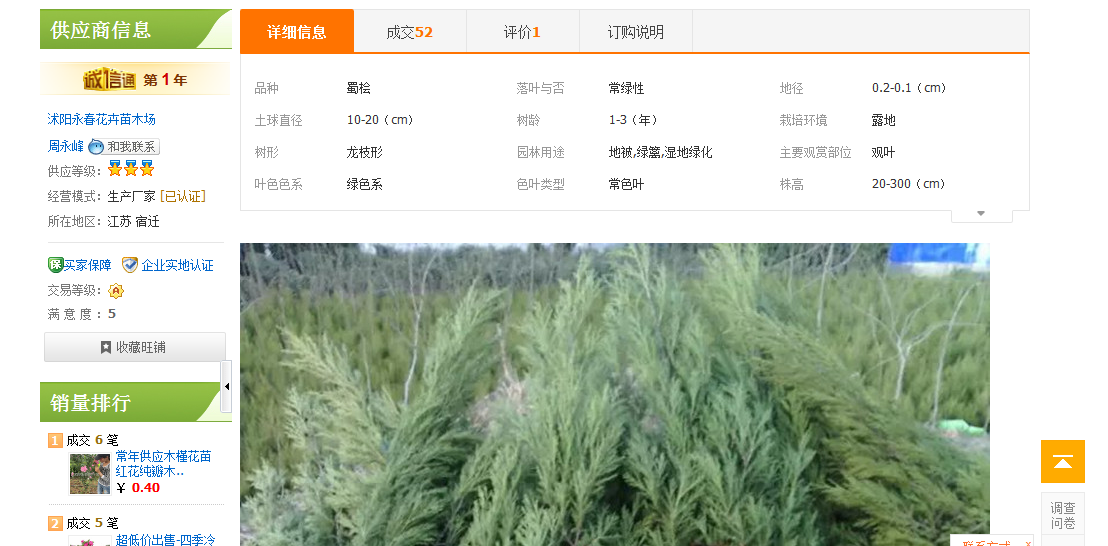 供应商信息
诚信通 第 1 年
沭阳永春花卉苗木场
周永峰 和我联系
供应等级：
经营模式：生产厂家 [已认证]
所在地区：江苏 宿迁
保 买家保障 企业实地认证
交易等级：A
满 意 度 ：5
收藏旺铺
销量排行
1 成交 6 笔
常年供应木槿花苗
红花纯瓣木..
¥ 0.40
2 成交 5 笔
超低价出售-四季冷
详细信息 成交52 评价1 订购说明
品种 蜀桧 落叶与否 常绿性 地径 0.2-0.1（cm）
土球直径 10-20（cm） 树龄 1-3（年） 栽培环境 露地
树形 龙枝形 园林用途 地被,绿篱,湿地绿化 主要观赏部位 观叶
叶色色系 绿色系 色叶类型 常色叶 株高 20-300（cm）
调查
问卷
联系方式 x